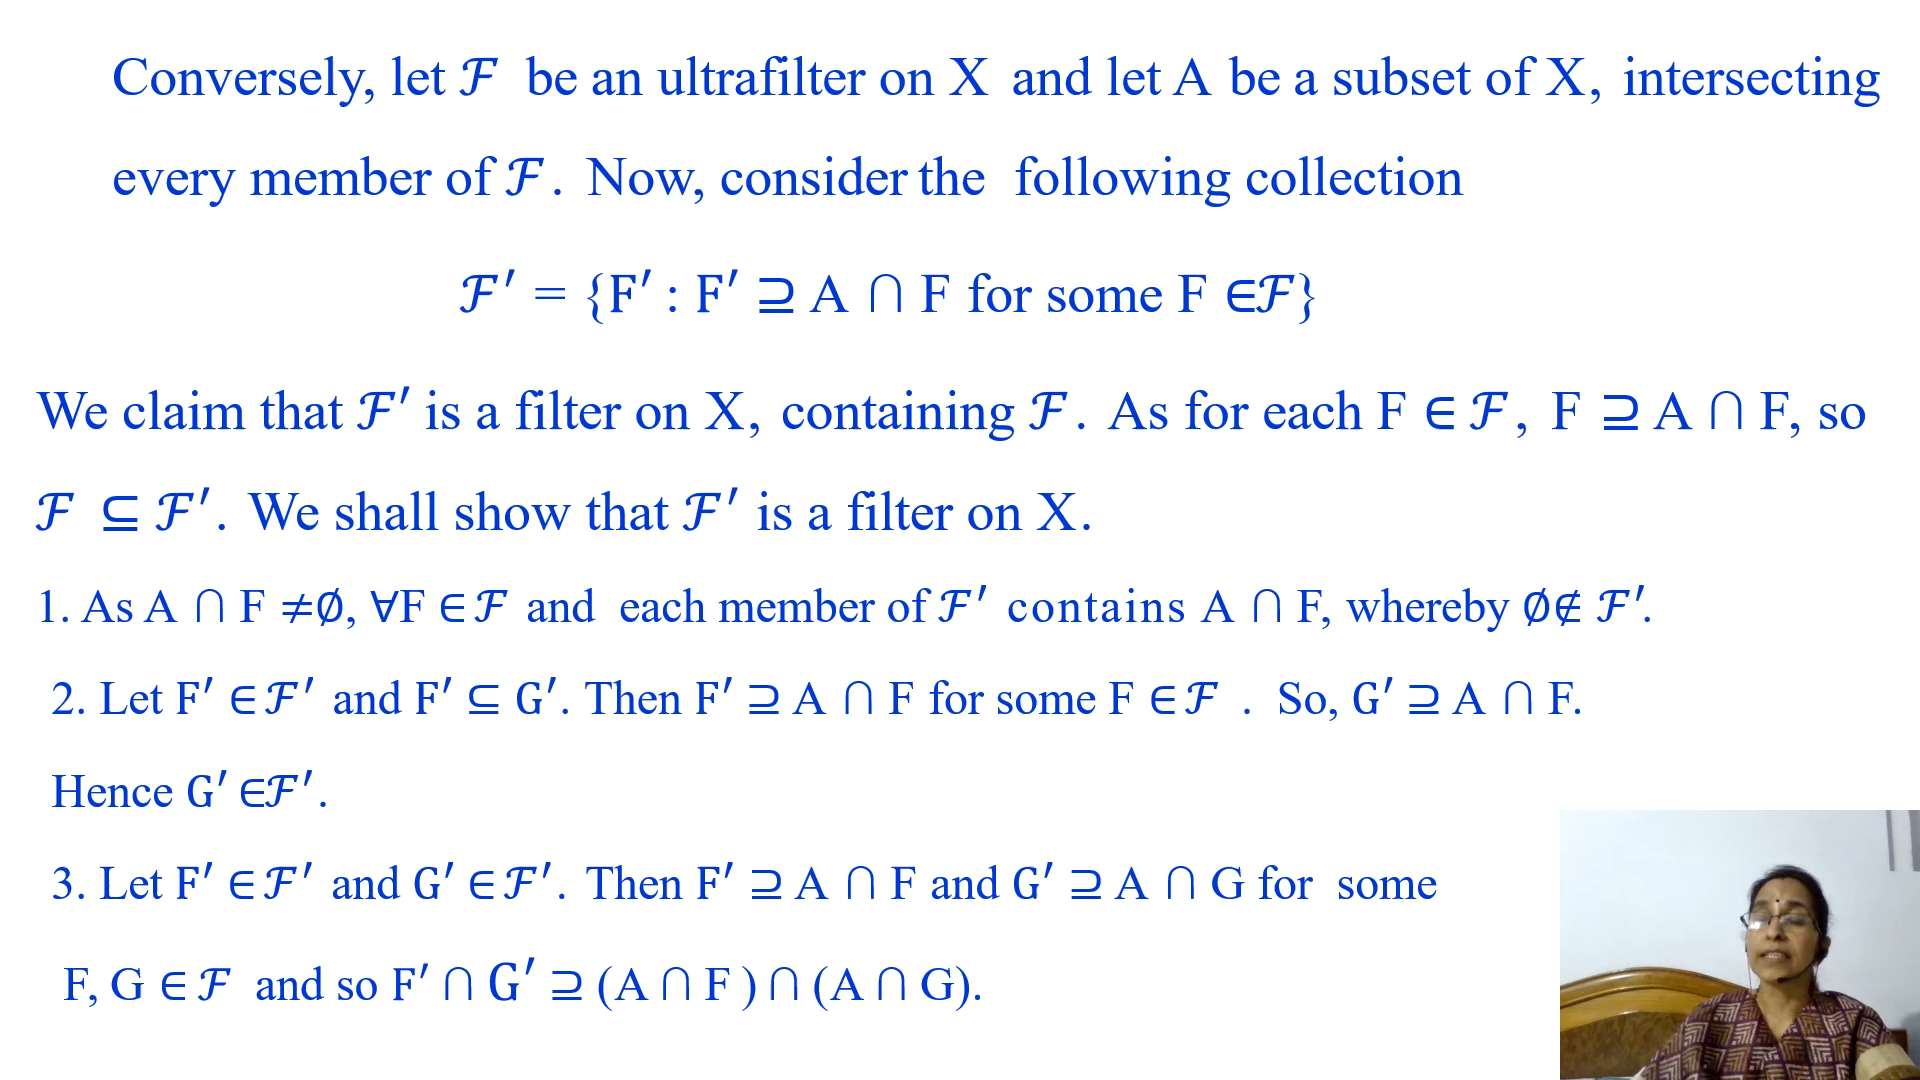 Conversely, let ℱ be an ultrafilter on X and let A be a subset of X, intersecting
every member of ℱ. Now, consider the following collection
ℱ′ = {F′ : F′ ⊇ A ∩ F for some F ∈ℱ}
We claim that ℱ′ is a filter on X, containing ℱ. As for each F ∈ ℱ, F ⊇ A ∩ F, so
ℱ ⊆ ℱ′. We shall show that ℱ′ is a filter on X.
1. As A ∩ F ≠∅, ∀F ∈ ℱ and each member of ℱ′ contains A ∩ F, whereby ∅∉ ℱ′.
2. Let F′ ∈ ℱ′ and F′ ⊆ G′. Then F′ ⊇ A ∩ F for some F ∈ ℱ . So, G′ ⊇ A ∩ F.
Hence G′ ∈ℱ′.
3. Let F′ ∈ ℱ′ and G′ ∈ ℱ′. Then F′ ⊇ A ∩ F and G′ ⊇ A ∩ G for some
F, G ∈ ℱ and so F′ ∩ G′ ⊇ (A ∩ F ) ∩ (A ∩ G).